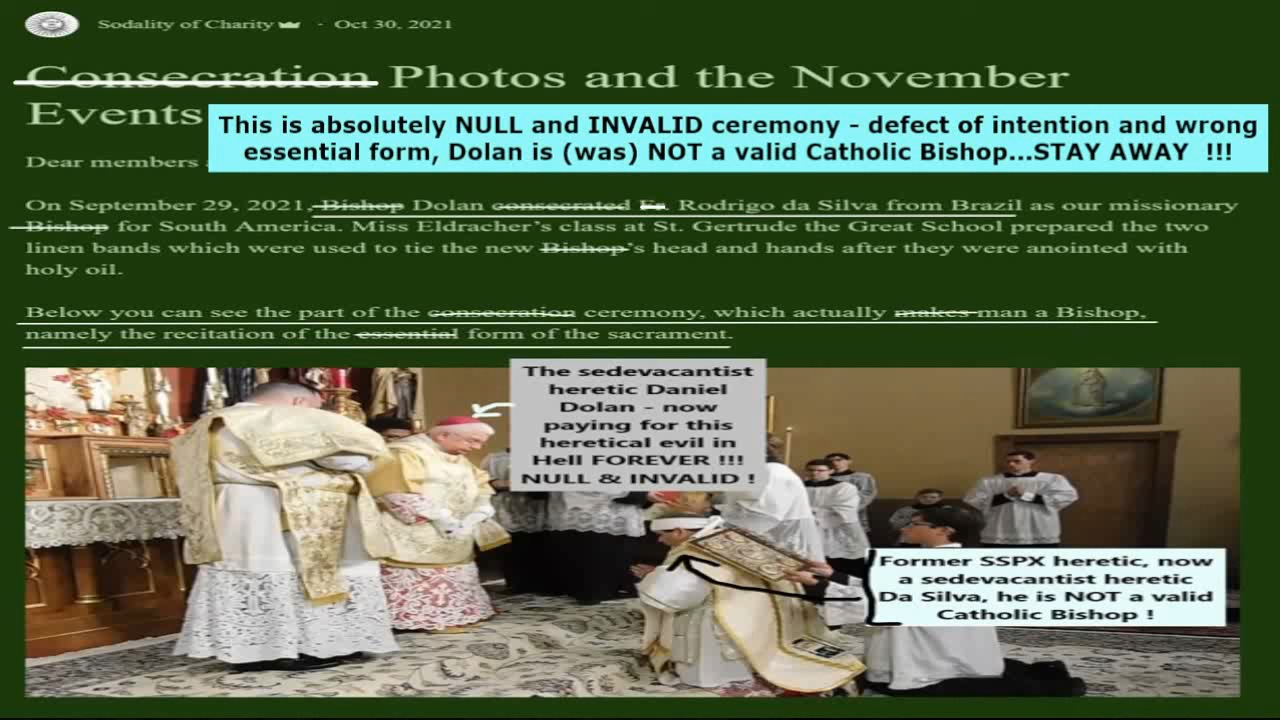 Sodality of Charity · Oct 30, 2021
Consecration Photos and the November
Events
This is absolutely NULL and INVALID ceremony - defect of intention and wrong
essential form, Dolan is (was) NOT a valid Catholic Bishop...STAY AWAY !!!
Dear members
On September 29, 2021, Bishop Dolan consecrated Fr. Rodrigo da Silva from Brazil as our missionary
Bishop for South America. Miss Eldracher’s class at St. Gertrude the Great School prepared the two
linen bands which were used to tie the new Bishop’s head and hands after they were anointed with
holy oil.
Below you can see the part of the consecration ceremony, which actually makes man a Bishop,
namely the recitation of the essential form of the sacrament.
The sedevacantist
heretic Daniel
Dolan - now
paying for this
heretical evil in
Hell FOREVER !!!
NULL & INVALID !
Former SSPX heretic, now
a sedevacantist heretic
Da Silva, he is NOT a valid
Catholic Bishop !